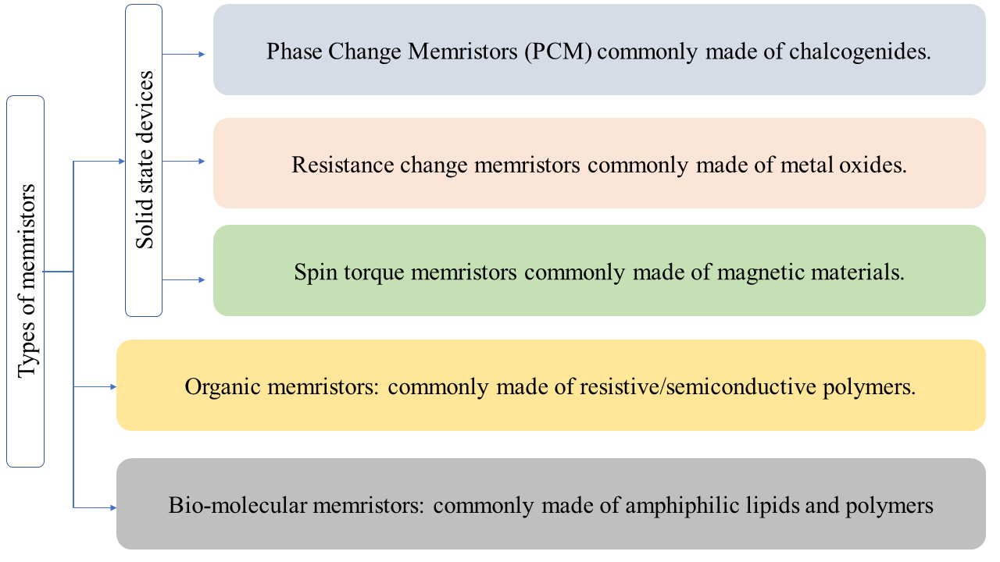 Types of memristors
Solid state devices
Phase Change Memristors (PCM) commonly made of chalcogenides.
Resistance change memristors commonly made of metal oxides.
Spin torque memristors commonly made of magnetic materials.
Organic memristors: commonly made of resistive/semiconductive polymers.
Bio-molecular memristors: commonly made of amphiphilic lipids and polymers